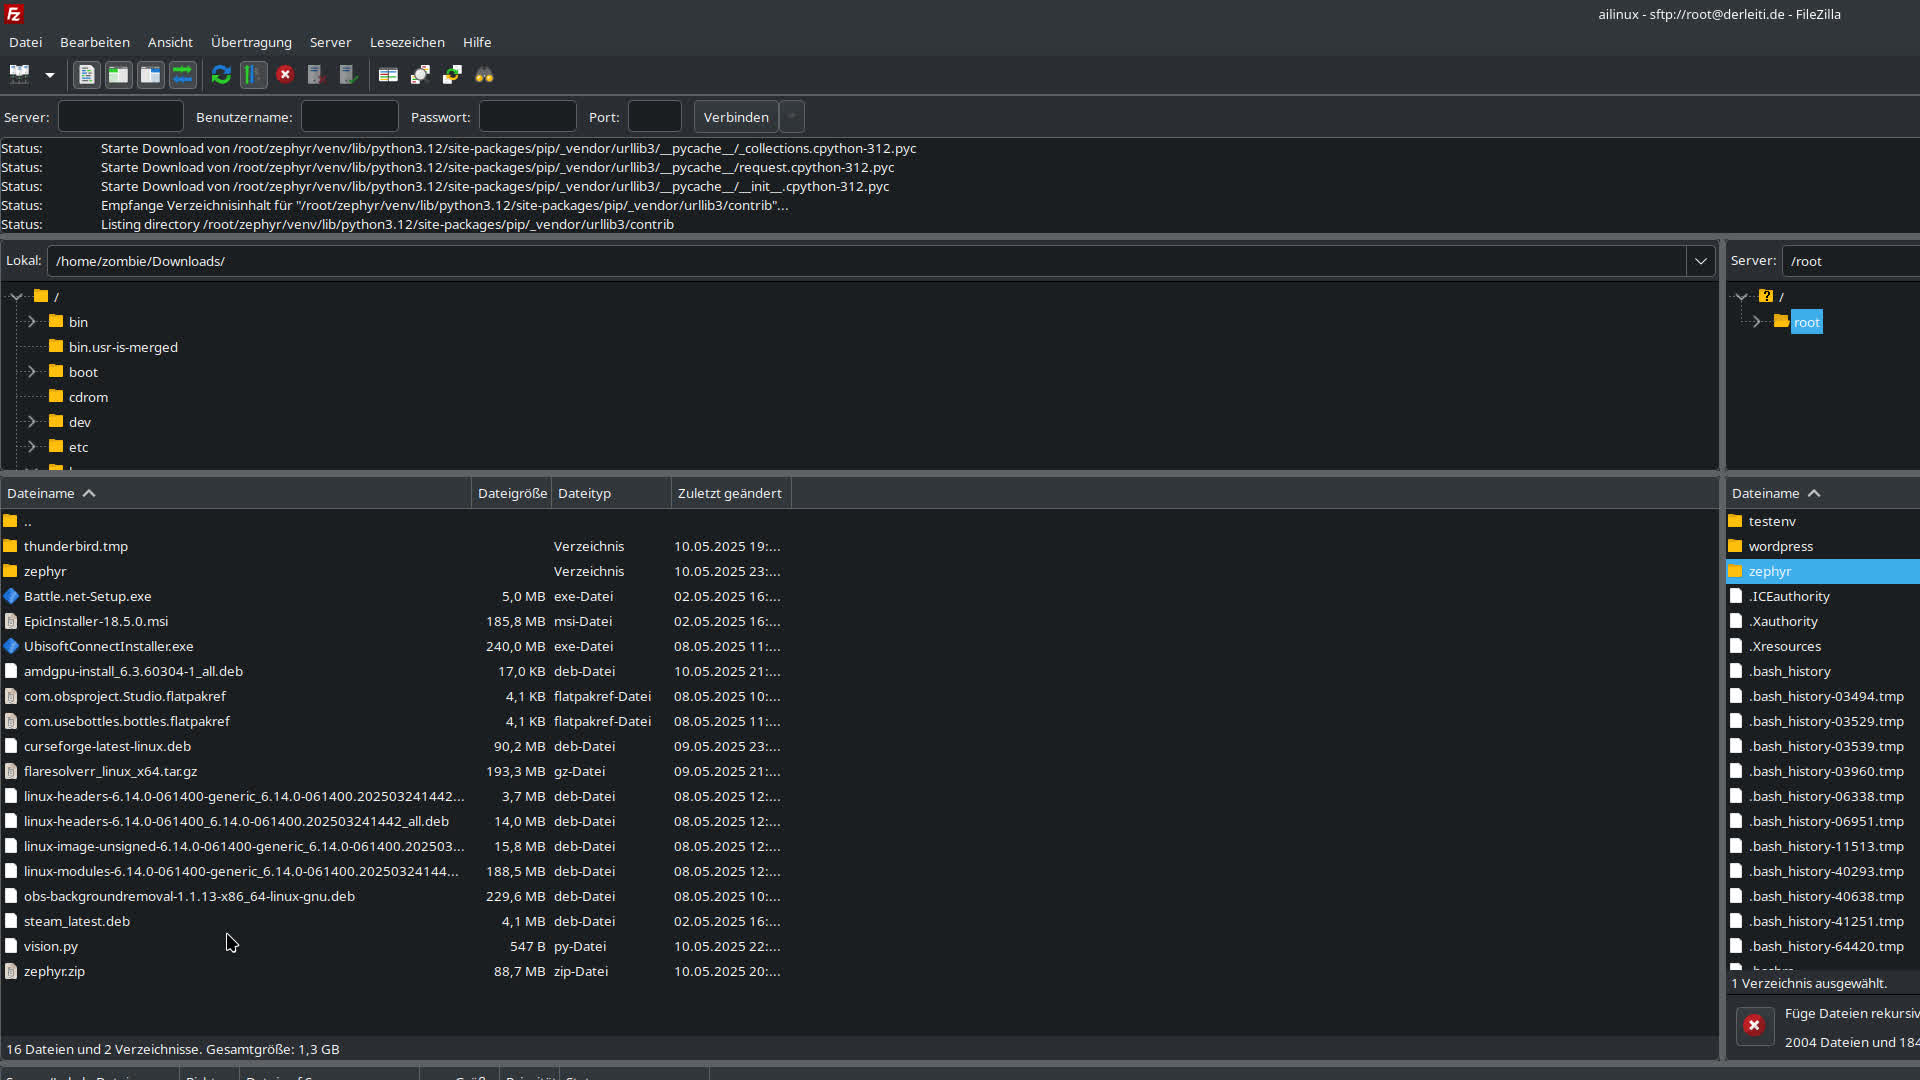 ailinux - sftp://root@derleiti.de - FileZilla
Datei Bearbeiten Ansicht Übertragung Server Lesezeichen Hilfe
Server: Benutzername: Passwort: Port: Verbinden
Status: Starte Download von /root/zephyr/venv/lib/python3.12/site-packages/pip/_vendor/urllib3/__pycache__/_collections.cpython-312.pyc
Status: Starte Download von /root/zephyr/venv/lib/python3.12/site-packages/pip/_vendor/urllib3/__pycache__/request.cpython-312.pyc
Status: Starte Download von /root/zephyr/venv/lib/python3.12/site-packages/pip/_vendor/urllib3/__pycache__/__init__.cpython-312.pyc
Status: Empfange Verzeichnisinhalt für "/root/zephyr/venv/lib/python3.12/site-packages/pip/_vendor/urllib3/contrib"...
Status: Listing directory /root/zephyr/venv/lib/python3.12/site-packages/pip/_vendor/urllib3/contrib
Lokal: /home/zombie/Downloads/
/
bin
bin.usr-is-merged
boot
cdrom
dev
etc
Dateiname Dateigröße Dateityp Zuletzt geändert
..
thunderbird.tmp Verzeichnis 10.05.2025 19:...
zephyr Verzeichnis 10.05.2025 23:...
Battle.net-Setup.exe 5,0 MB exe-Datei 02.05.2025 16:...
EpicInstaller-18.5.0.msi 185,8 MB msi-Datei 02.05.2025 16:...
UbisoftConnectInstaller.exe 240,0 MB exe-Datei 08.05.2025 11:...
amdgpu-install_6.3.60304-1_all.deb 17,0 KB deb-Datei 10.05.2025 21:...
com.obsproject.Studio.flatpakref 4,1 KB flatpakref-Datei 08.05.2025 10:...
com.usebottles.bottles.flatpakref 4,1 KB flatpakref-Datei 08.05.2025 11:...
curseforge-latest-linux.deb 90,2 MB deb-Datei 09.05.2025 23:...
flaresolverr_linux_x64.tar.gz 193,3 MB gz-Datei 09.05.2025 21:...
linux-headers-6.14.0-061400-generic_6.14.0-061400.202503241442... 3,7 MB deb-Datei 08.05.2025 12:...
linux-headers-6.14.0-061400_6.14.0-061400.202503241442_all.deb 14,0 MB deb-Datei 08.05.2025 12:...
linux-image-unsigned-6.14.0-061400-generic_6.14.0-061400.202503... 15,8 MB deb-Datei 08.05.2025 12:...
linux-modules-6.14.0-061400-generic_6.14.0-061400.20250324144... 188,5 MB deb-Datei 08.05.2025 12:...
obs-backgroundremoval-1.1.13-x86_64-linux-gnu.deb 229,6 MB deb-Datei 08.05.2025 10:...
steam_latest.deb 4,1 MB deb-Datei 02.05.2025 16:...
vision.py 547 B py-Datei 10.05.2025 22:...
zephyr.zip 88,7 MB zip-Datei 10.05.2025 20:...
16 Dateien und 2 Verzeichnisse. Gesamtgröße: 1,3 GB
Server: /root
/
root
Dateiname
testenv
wordpress
zephyr
.ICEauthority
.Xauthority
.Xresources
.bash_history
.bash_history-03494.tmp
.bash_history-03529.tmp
.bash_history-03539.tmp
.bash_history-03960.tmp
.bash_history-06338.tmp
.bash_history-06951.tmp
.bash_history-11513.tmp
.bash_history-40293.tmp
.bash_history-40638.tmp
.bash_history-41251.tmp
.bash_history-64420.tmp
1 Verzeichnis ausgewählt.
Füge Dateien rekursiv
2004 Dateien und 184